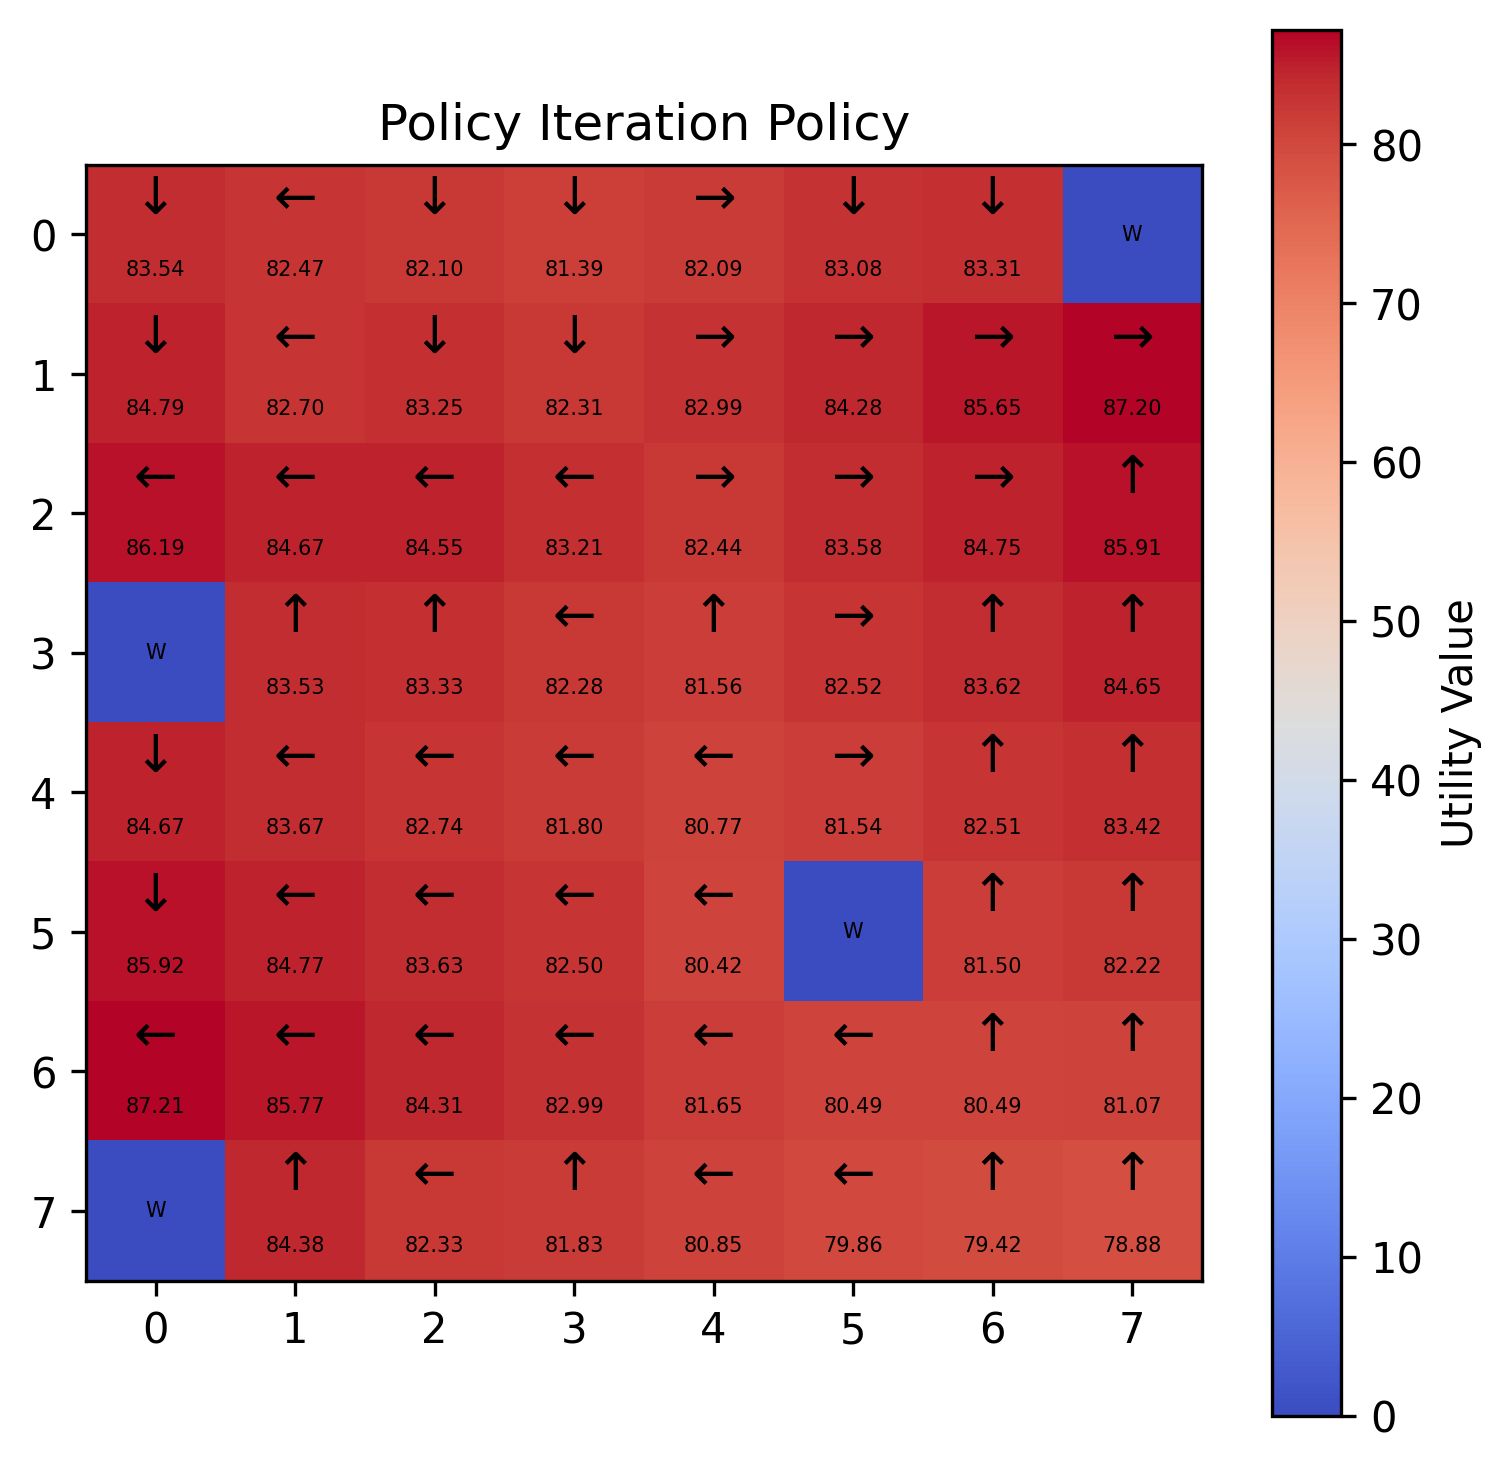 Policy Iteration Policy
↓ ← ↓ ↓ → ↓ ↓
0 W
83.54 82.47 82.10 81.39 82.09 83.08 83.31
↓ ← ↓ ↓ → → → →
1
84.79 82.70 83.25 82.31 82.99 84.28 85.65 87.20
← ← ← ← → → → ↑
2
86.19 84.67 84.55 83.21 82.44 83.58 84.75 85.91
↑ ↑ ← ↑ → ↑ ↑
3 W
83.53 83.33 82.28 81.56 82.52 83.62 84.65
↓ ← ← ← ← → ↑ ↑
4
84.67 83.67 82.74 81.80 80.77 81.54 82.51 83.42
↓ ← ← ← ← ↑ ↑
5 W
85.92 84.77 83.63 82.50 80.42 81.50 82.22
← ← ← ← ← ← ↑ ↑
6
87.21 85.77 84.31 82.99 81.65 80.49 80.49 81.07
↑ ← ↑ ← ← ↑ ↑
7 W
84.38 82.33 81.83 80.85 79.86 79.42 78.88
0 1 2 3 4 5 6 7
80
70
60
50
40
30
20
10
0
Utility Value